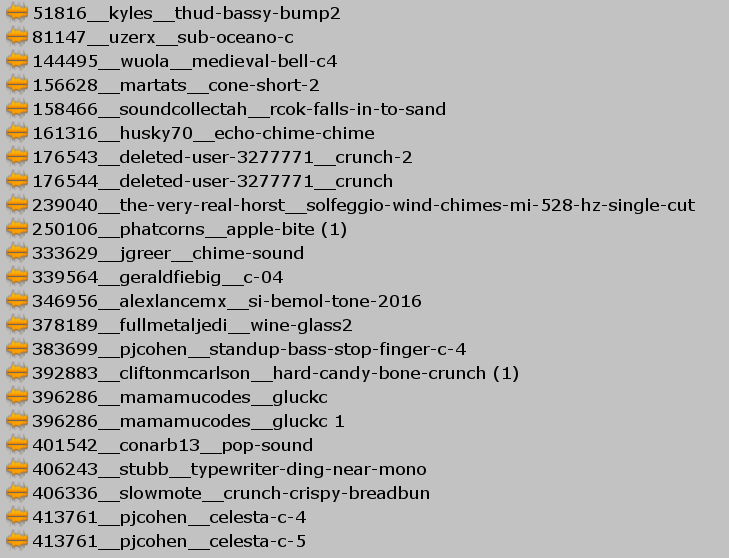 51816__kyles__thud-bassy-bump2
81147__uzerx__sub-oceano-c
144495__wuola__medieval-bell-c4
156628__martats__cone-short-2
158466__soundcollectah__rcok-falls-in-to-sand
161316__husky70__echo-chime-chime
176543__deleted-user-3277771__crunch-2
176544__deleted-user-3277771__crunch
239040__the-very-real-horst__solfeggio-wind-chimes-mi-528-hz-single-cut
250106__phatcorns__apple-bite (1)
333629__jgreer__chime-sound
339564__geraldfiebig__c-04
346956__alexlancemx__si-bemol-tone-2016
378189__fullmetaljedi__wine-glass2
383699__pjcohen__standup-bass-stop-finger-c-4
392883__cliftonmcarlson__hard-candy-bone-crunch (1)
396286__mamamucodes__gluckc
396286__mamamucodes__gluckc 1
401542__conarb13__pop-sound
406243__stubb__typewriter-ding-near-mono
406336__slowmote__crunch-crispy-breadbun
413761__pjcohen__celesta-c-4
413761__pjcohen__celesta-c-5